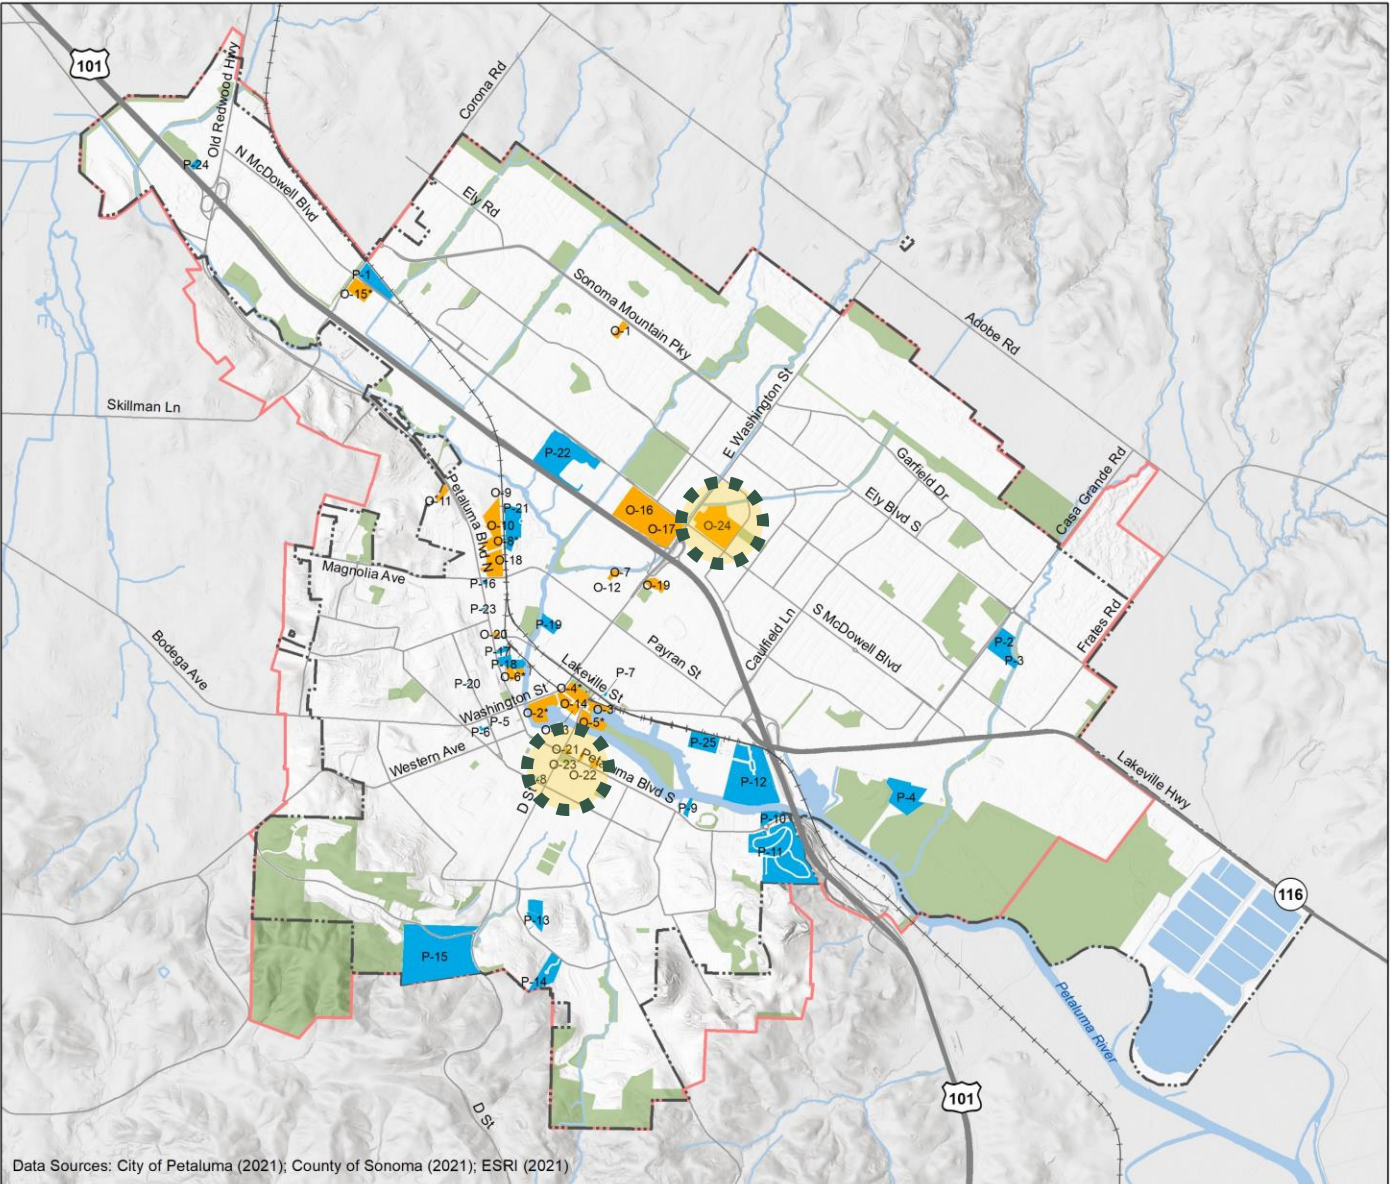 101
Old Redwood Hwy
Corona Rd
P-24
N McDowell Blvd
Ely Rd
P-1
O-15*
Sonoma Mountain Pky
O-1
Adobe Rd
E Washington St
Skillman Ln
P-22
Garfield Dr
Casa Grande Rd
O-11
Petaluma Blvd N
O-9
P-21
O-10
O-8*
O-16
O-17
O-24
Ely Blvd S
O-18
Magnolia Ave
P-16
O-7
O-12
O-19
P-23
P-19
Caulfield Ln
S McDowell Blvd
Frates Rd
P-2
P-3
O-20
P-17
P-18
O-6*
Payran St
Bodega Ave
P-20
Lakeville St
P-7
Washington St
O-4*
O-14
O-3*
O-2*
O-5*
P-5
P-6
Western Ave
O-21
O-23
O-22
Petaluma Blvd S
D St
P-25
P-12
P-9
P-4
Lakeville Hwy
P-10
P-11
116
P-13
P-15
P-14
Petaluma River
101
D St
Data Sources: City of Petaluma (2021); County of Sonoma (2021); ESRI (2021)